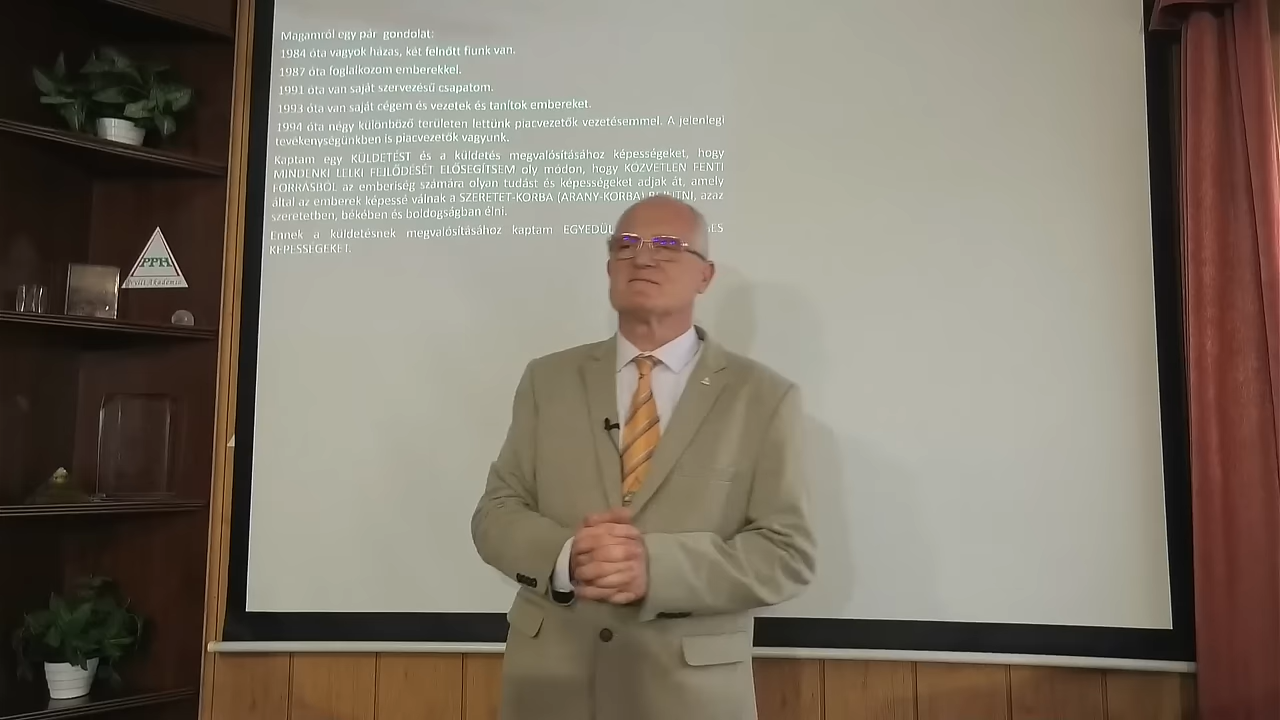 Magamról egy pár gondolat:
1984 óta vagyok házas, két felnőtt fiunk van.
1987 óta foglalkozom emberekkel.
1991 óta van saját szervezésű csapatom.
1993 óta van saját cégem és vezetek és tanítok embereket.
1994 óta négy különböző területen lettünk piacvezetők vezetésemmel. A jelenlegi
tevékenységünkben is piacvezetők vagyunk.
Kaptam egy KÜLDETÉST és a küldetés megvalósításához képességeket, hogy
MINDENKI LELKI FEJLŐDÉSÉT ELŐSEGÍTSEM oly módon, hogy KÖZVETLEN FENTI
FORRÁSBÓL az emberiség számára olyan tudást és képességeket adjak át, amely
által az emberek képessé válnak a SZERETET-KORBA (ARANY-KORBA) azaz
szeretetben, békében és boldogságban élni.
Ennek a küldetésnek megvalósításához kaptam
KÉPESSÉGEKET.
PPH